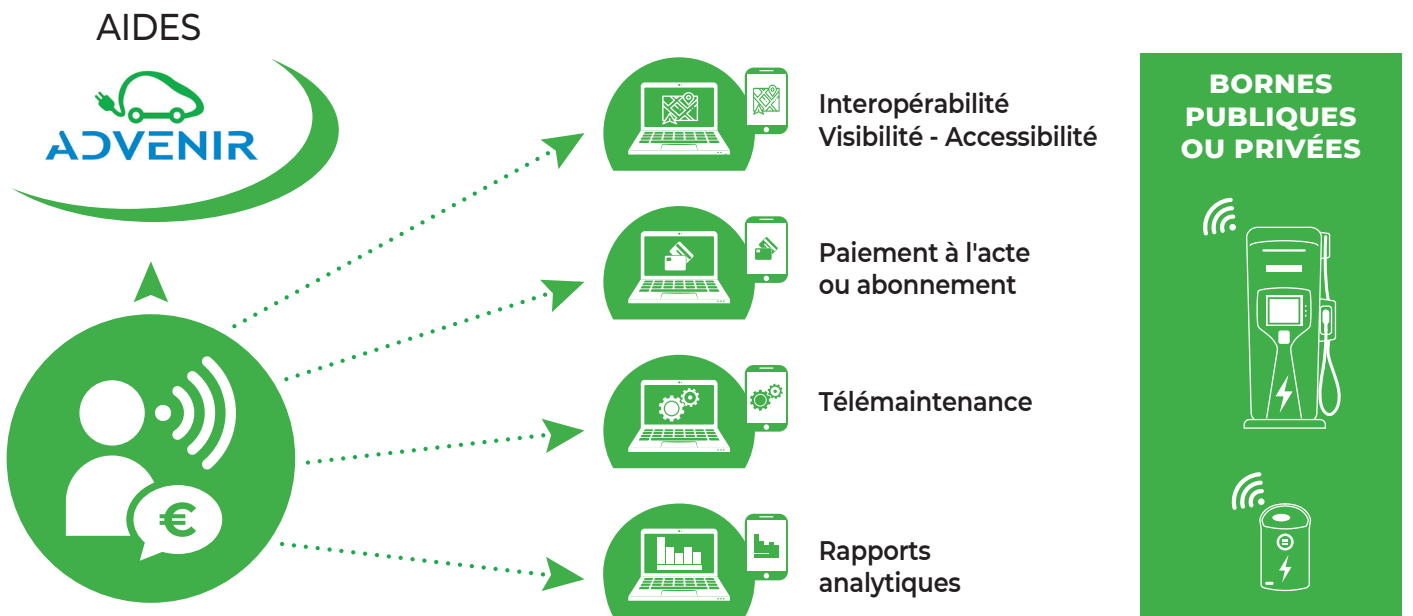 AIDES
ADVENIR
Interopérabilité
Visibilité - Accessibilité
Paiement à l'acte
ou abonnement
Télémaintenance
Rapports
analytiques
BORNES
PUBLIQUES
OU PRIVÉES
€